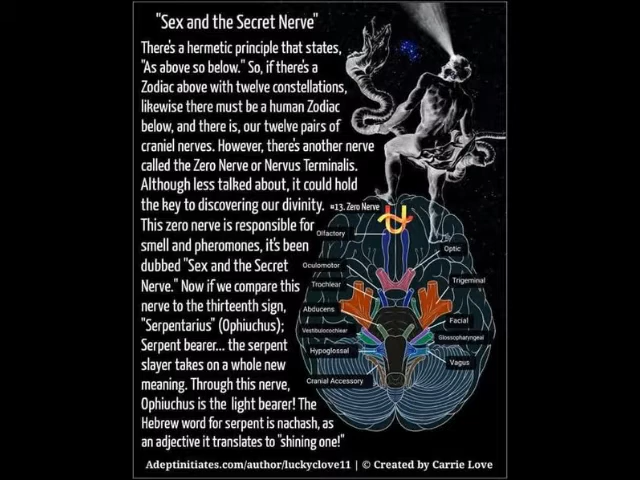 "Sex and the Secret Nerve"
There's a hermetic principle that states,
"As above so below." So, if there's a
Zodiac above with twelve constellations,
likewise there must be a human Zodiac
below, and there is, our twelve pairs of
craniel nerves. However, there's another nerve
called the Zero Nerve or Nervus Terminalis.
Although less talked about, it could hold
the key to discovering our divinity.
This zero nerve is responsible for
smell and pheromones, it's been
dubbed "Sex and the Secret
Nerve." Now if we compare this
nerve to the thirteenth sign,
"Serpentarius" (Ophiuchus);
Serpent bearer... the serpent
slayer takes on a whole new
meaning. Through this nerve,
Ophiuchus is the light bearer! The
Hebrew word for serpent is nachash, as
an adjective it translates to "shining one!"
#13. Zero Nerve
Olfactory
Optic
Oculomotor
Trochlear
Trigeminal
Abducens
Facial
Vestibulocochlear
Glossopharyngeal
Hypoglossal
Vagus
Cranial Accessory
Adeptinitiates.com/author/luckyclove11 | © Created by Carrie Love